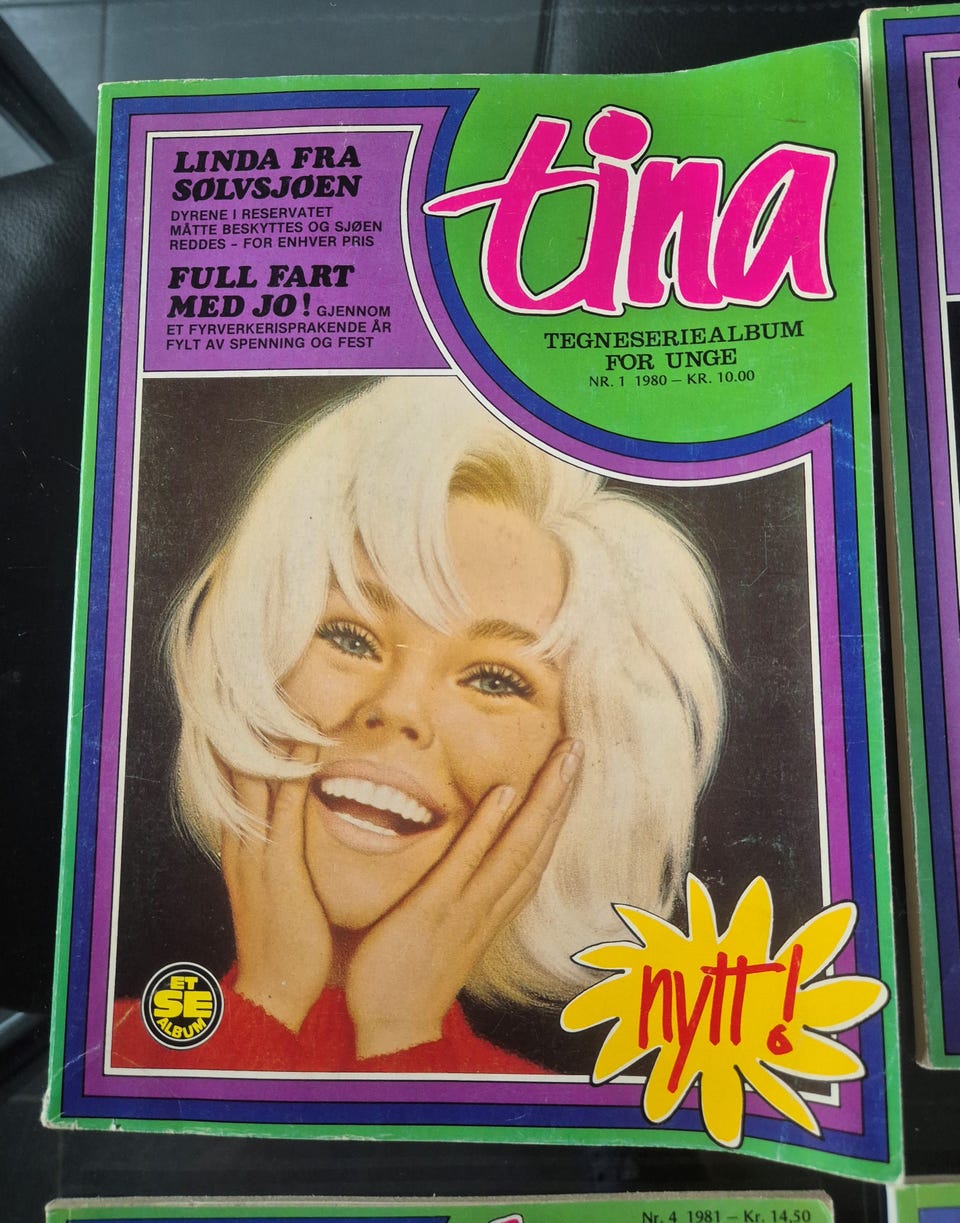 LINDA FRA
SØLVSJØEN
DYRENE I RESERVATET
MÅTTE BESKYTTES OG SJØEN
REDDES – FOR ENHVER PRIS
FULL FART
MED JO! GJENNOM
ET FYRVERKERISPRAKENDE ÅR
FYLT AV SPENNING OG FEST
tina
TEGNESERIEALBUM
FOR UNGE
NR. 1 1980 – KR. 10.00
ET
SE
ALBUM
nytt!
Nr. 4 1981 – Kr. 14,50